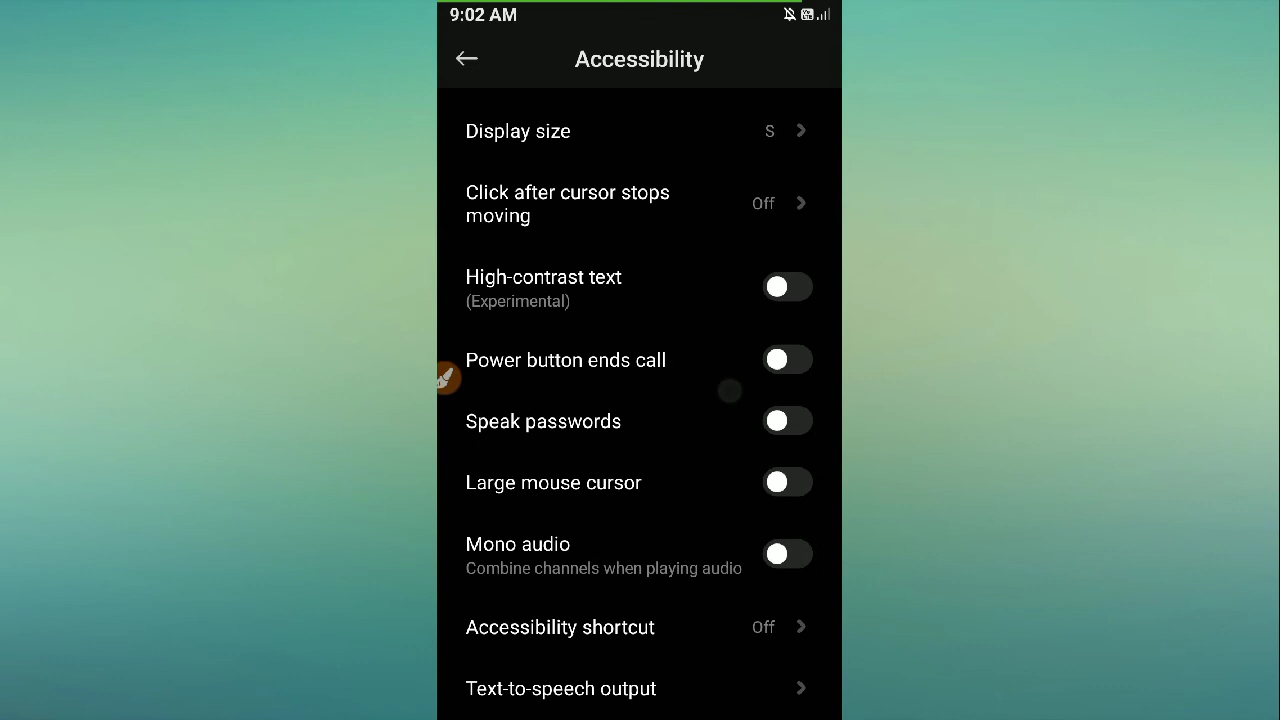 9:02 AM
Accessibility
Display size
S
Click after cursor stops
moving
Off
High-contrast text
(Experimental)
Power button ends call
Speak passwords
Large mouse cursor
Mono audio
Combine channels when playing audio
Accessibility shortcut
Off
Text-to-speech output